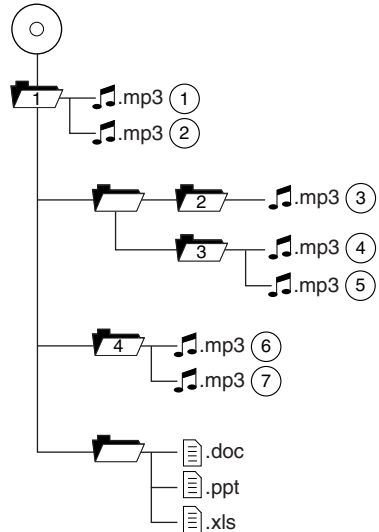 1 .mp3 1
.mp3 2
2 .mp3 3
3 .mp3 4
.mp3 5
4 .mp3 6
.mp3 7
.doc
.ppt
.xls